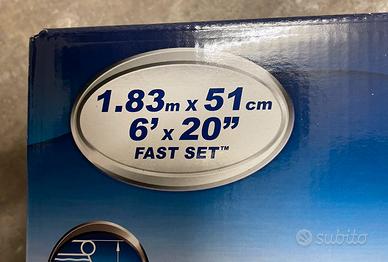 1.83m x 51cm
6’ x 20”
FAST SET™
subito